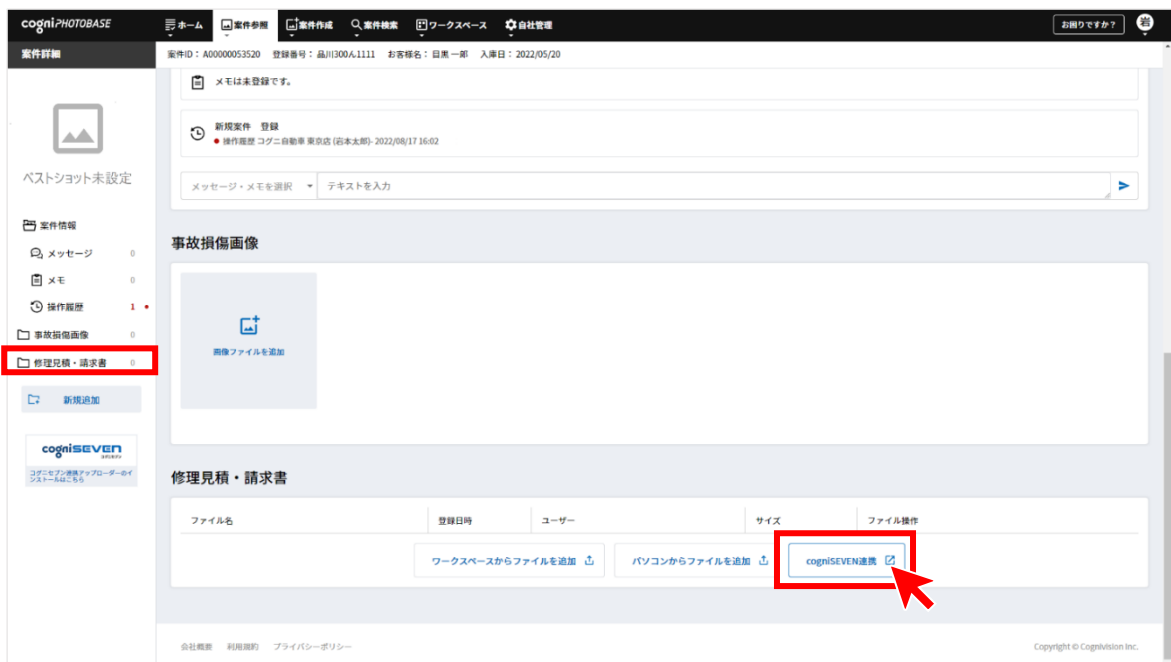 cogniPHOTOBASE
ホーム
案件参照
案件作成
案件検索
ワークスペース
自社管理
お困りですか?
岩
案件詳細
案件ID： A00000053520 登録番号： 品川300ん1111 お客様名： 目黒 一郎 入庫日： 2022/05/20
メモは未登録です。
新規案件 登録
操作履歴 コグニ自動車 東京店 (岩本太郎)- 2022/08/17 16:02
メッセージ・メモを選択
テキストを入力
ベストショット未設定
案件情報
メッセージ 0
メモ 0
操作履歴 1
事故損傷画像 0
修理見積・請求書 0
新規追加
cogniSEVEN
コグニセブン連携アップローダーのイ
ンストールはこちら
事故損傷画像
画像ファイルを追加
修理見積・請求書
ファイル名 登録日時 ユーザー サイズ ファイル操作
ワークスペースからファイルを追加
パソコンからファイルを追加
cogniSEVEN連携
会社概要 利用規約 プライバシーポリシー
Copyright © Cognivision Inc.